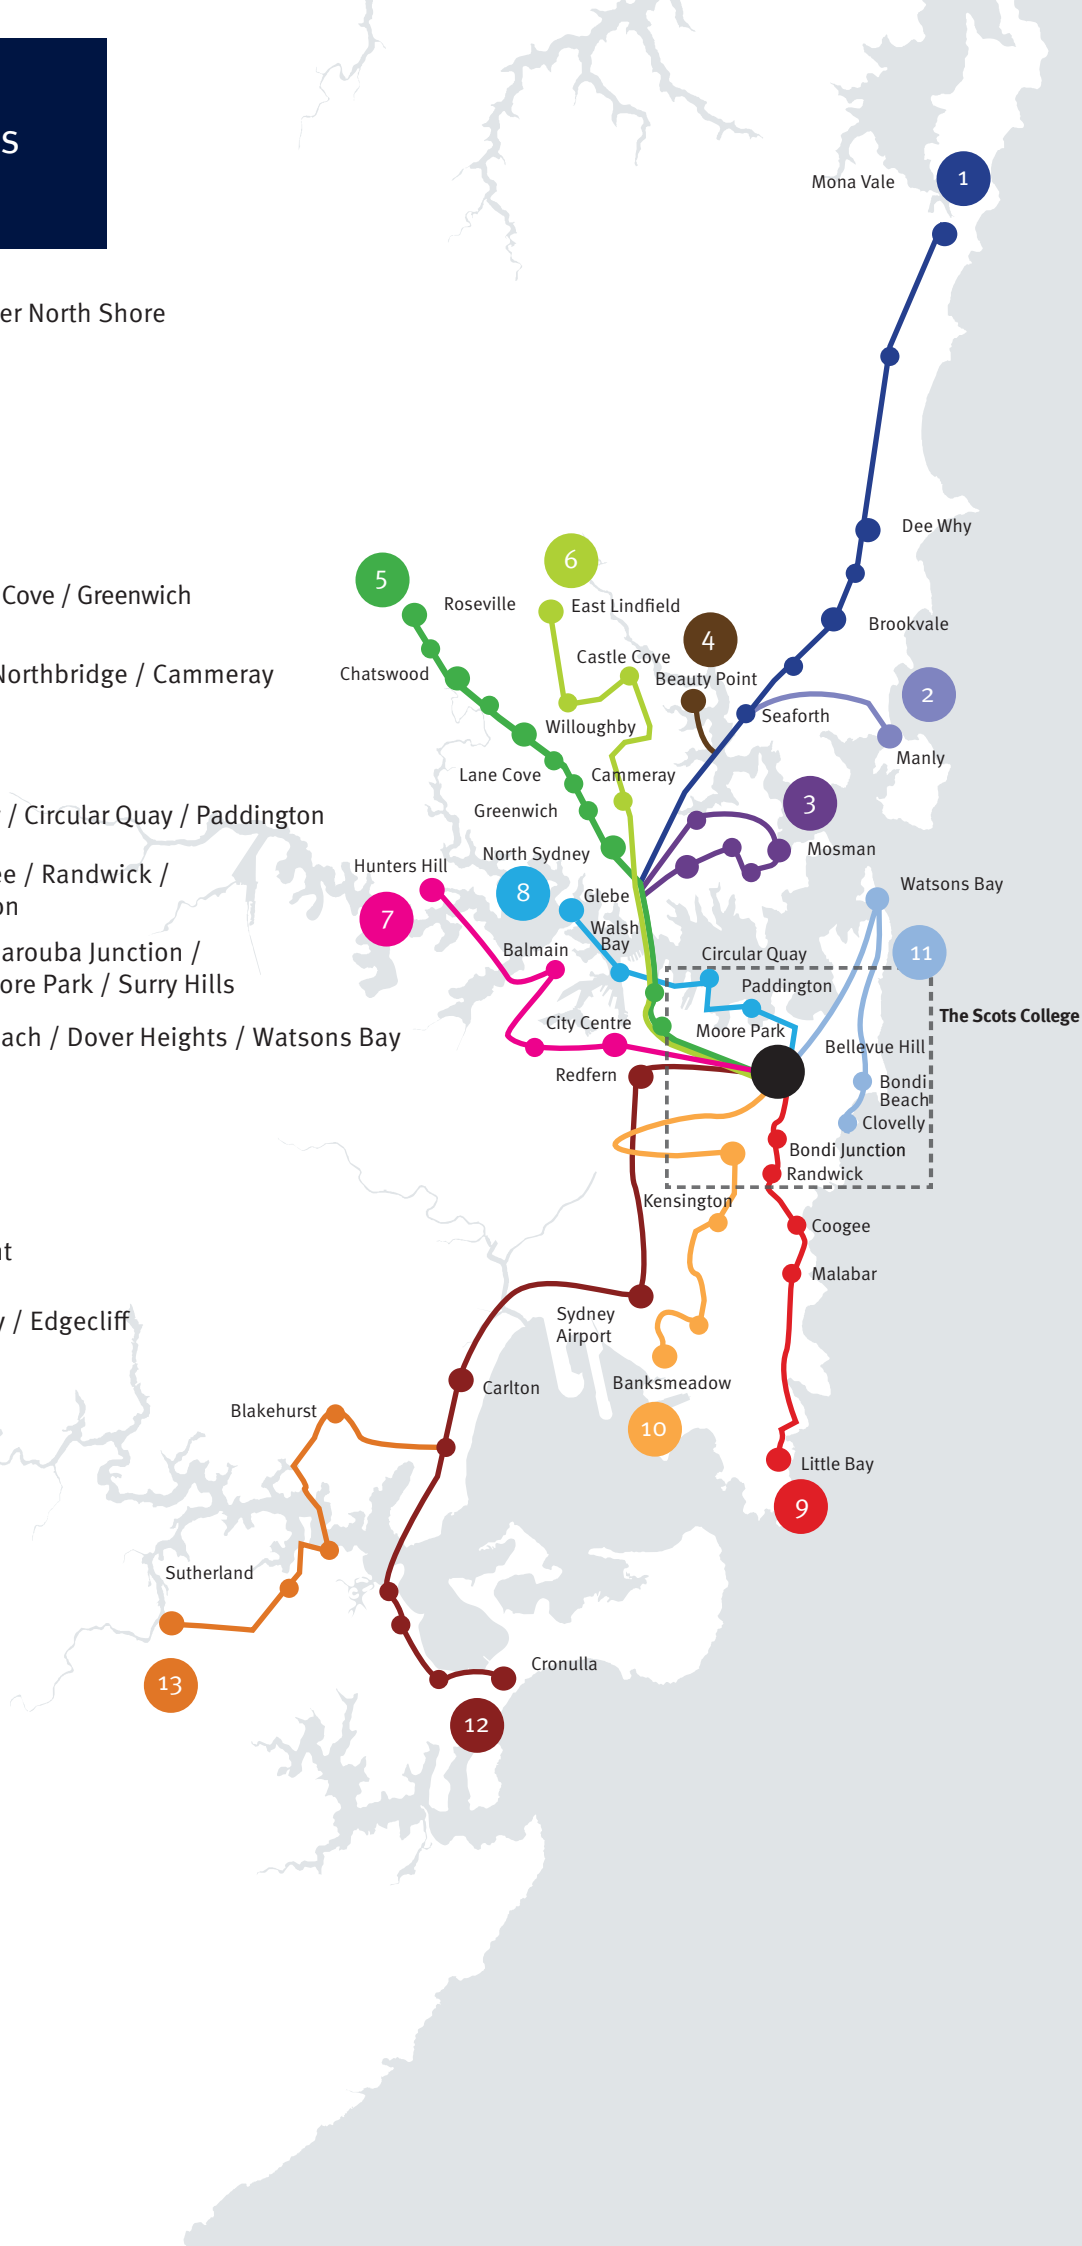 s
er North Shore
Cove / Greenwich
Northbridge / Cammeray
/ Circular Quay / Paddington
ee / Randwick /
on
arouba Junction /
ore Park / Surry Hills
ach / Dover Heights / Watsons Bay
nt
y / Edgecliff
Mona Vale
1
Dee Why
Brookvale
5
6
Roseville
East Lindfield
4
Castle Cove
Chatswood
Beauty Point
2
Seaforth
Willoughby
Manly
Lane Cove
Cammeray
3
Greenwich
North Sydney
Mosman
Hunters Hill
8
Glebe
Watsons Bay
7
Walsh
Bay
Balmain
Circular Quay
11
Paddington
City Centre
Moore Park
The Scots College
Bellevue Hill
Redfern
Bondi
Beach
Clovelly
Bondi Junction
Randwick
Kensington
Coogee
Malabar
Sydney
Airport
Carlton
Banksmeadow
Blakehurst
10
Little Bay
9
Sutherland
Cronulla
13
12